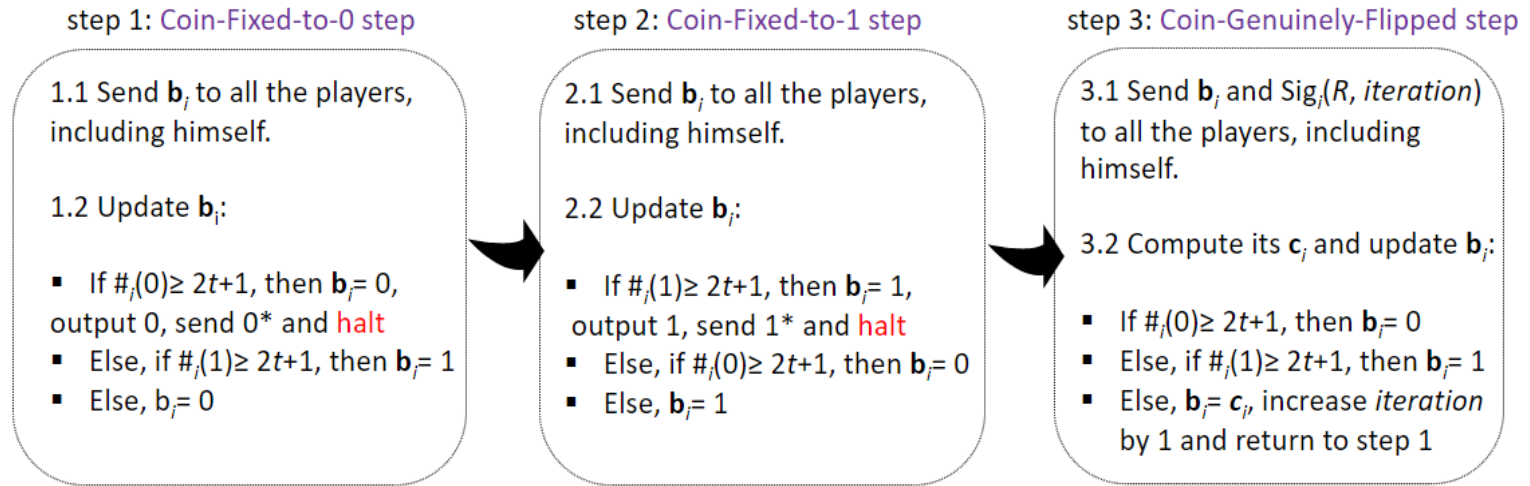 step 1: Coin-Fixed-to-0 step
1.1 Send bᵢ to all the players,
including himself.
1.2 Update bᵢ:
▪ If #ᵢ(0)≥ 2t+1, then bᵢ= 0,
output 0, send 0* and halt
▪ Else, if #ᵢ(1)≥ 2t+1, then bᵢ= 1
▪ Else, bᵢ= 0
step 2: Coin-Fixed-to-1 step
2.1 Send bᵢ to all the players,
including himself.
2.2 Update bᵢ:
▪ If #ᵢ(1)≥ 2t+1, then bᵢ= 1,
output 1, send 1* and halt
▪ Else, if #ᵢ(0)≥ 2t+1, then bᵢ= 0
▪ Else, bᵢ= 1
step 3: Coin-Genuinely-Flipped step
3.1 Send bᵢ and Sigᵢ(R, iteration)
to all the players, including
himself.
3.2 Compute its cᵢ and update bᵢ:
▪ If #ᵢ(0)≥ 2t+1, then bᵢ= 0
▪ Else, if #ᵢ(1)≥ 2t+1, then bᵢ= 1
▪ Else, bᵢ= cᵢ, increase iteration
by 1 and return to step 1